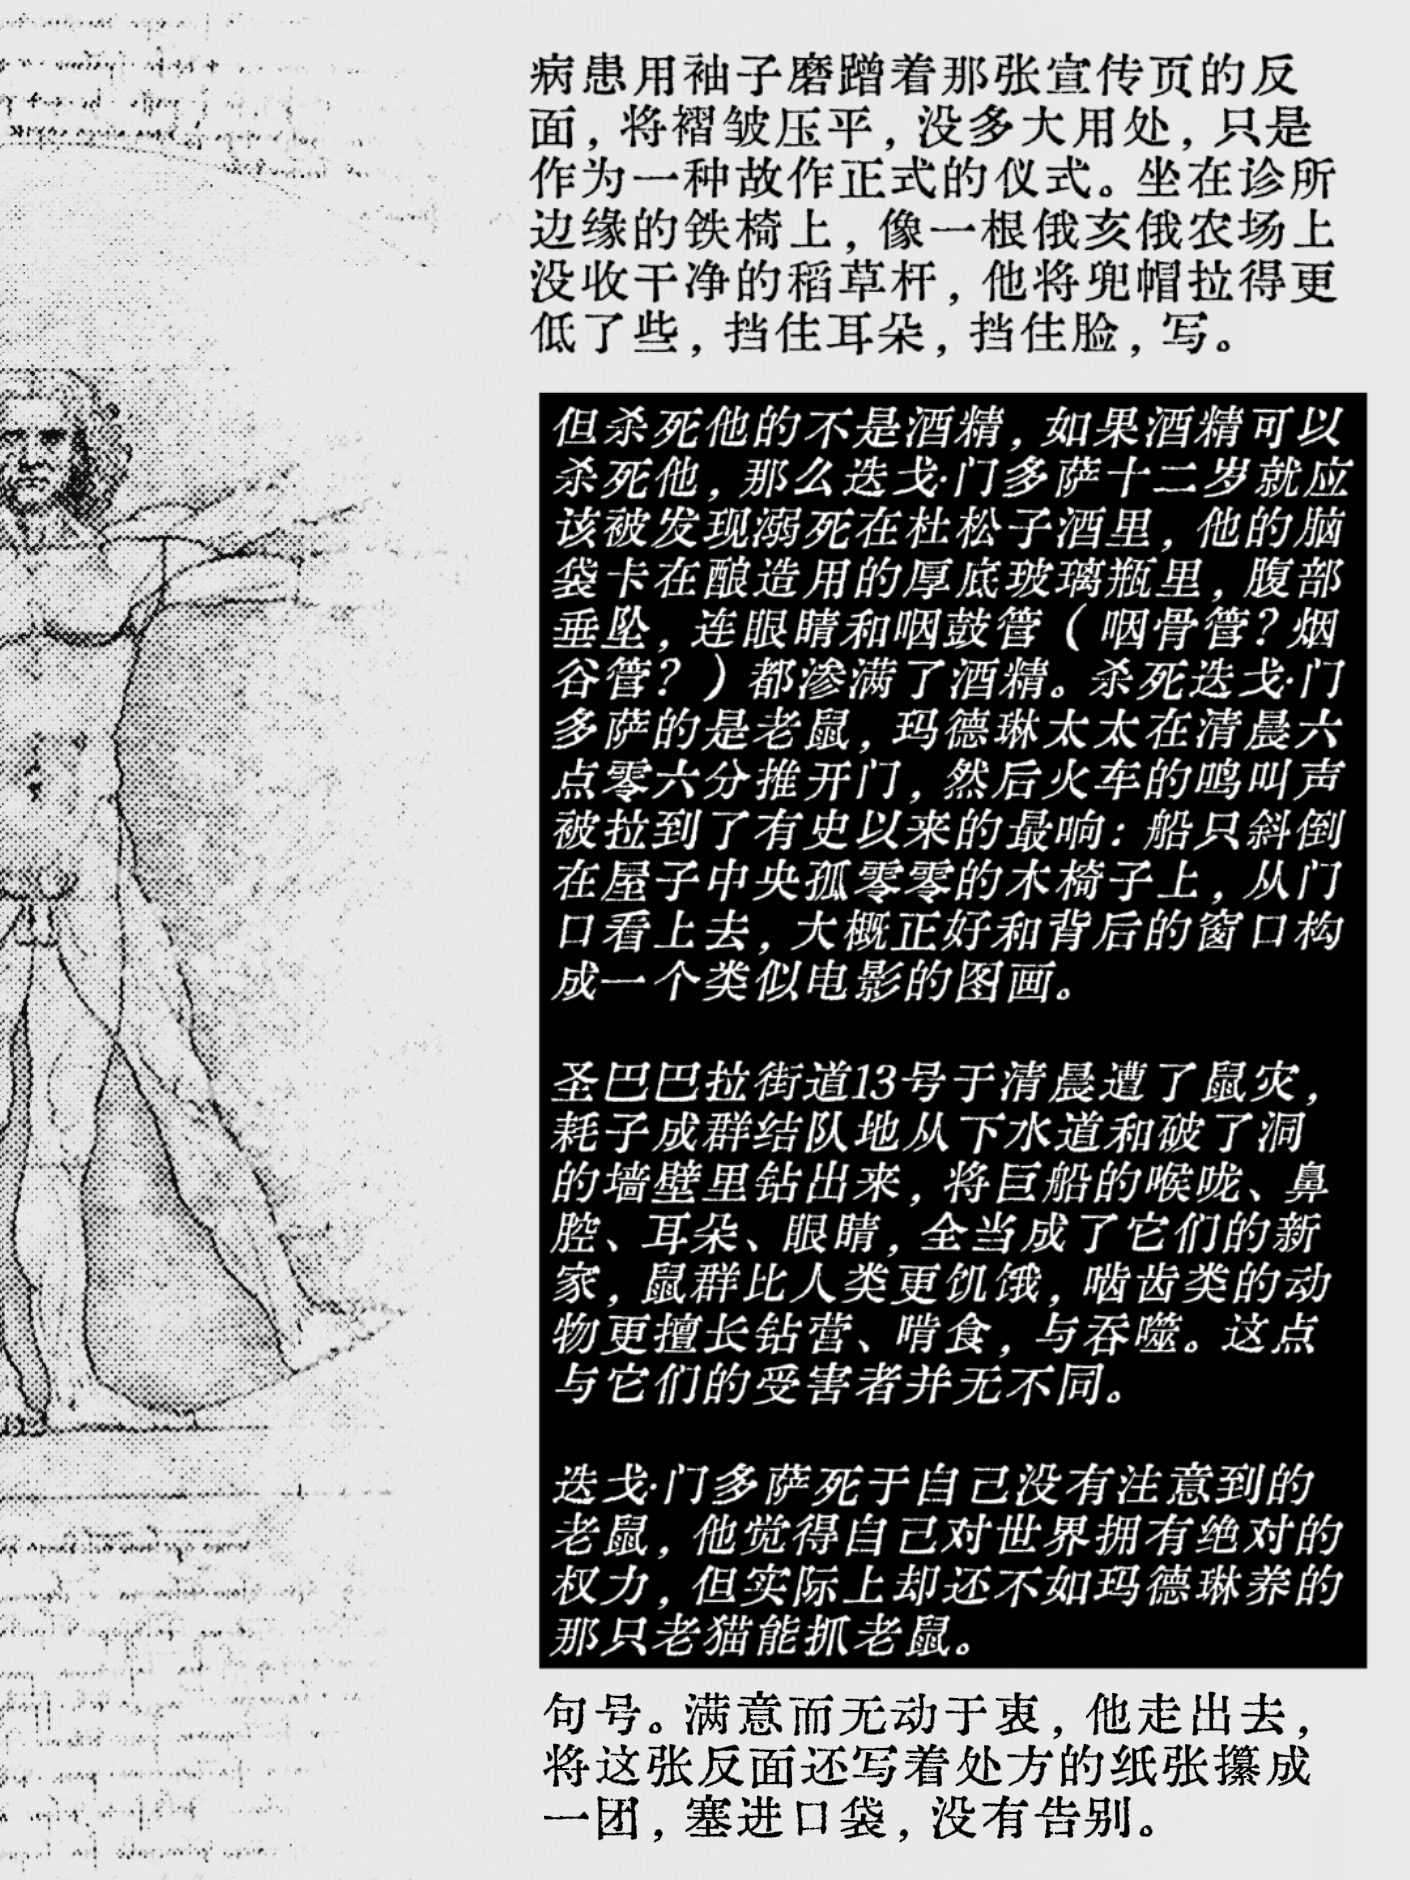 病患用袖子磨蹭着那张宣传页的反
面，将褶皱压平，没多大用处，只是
作为一种故作正式的仪式。坐在诊所
边缘的铁椅上，像一根俄亥俄农场上
没收干净的稻草杆，他将兜帽拉得更
低了些，挡住耳朵，挡住脸，写。
但杀死他的不是酒精，如果酒精可以
杀死他，那么迭戈·门多萨十二岁就应
该被发现溺死在杜松子酒里，他的脑
袋卡在酿造用的厚底玻璃瓶里，腹部
垂坠，连眼睛和咽鼓管（咽骨管？烟
谷管？）都渗满了酒精。杀死迭戈·门
多萨的是老鼠，玛德琳太太在清晨六
点零六分推开门，然后火车的鸣叫声
被拉到了有史以来的最响：船只斜倒
在屋子中央孤零零的木椅子上，从门
口看上去，大概正好和背后的窗口构
成一个类似电影的图画。
圣巴巴拉街道13号于清晨遭了鼠灾，
耗子成群结队地从下水道和破了洞
的墙壁里钻出来，将巨船的喉咙、鼻
腔、耳朵、眼睛，全当成了它们的新
家，鼠群比人类更饥饿，啮齿类的动
物更擅长钻营、啃食，与吞噬。这点
与它们的受害者并无不同。
迭戈·门多萨死于自己没有注意到的
老鼠，他觉得自己对世界拥有绝对的
权力，但实际上却还不如玛德琳养的
那只老猫能抓老鼠。
句号。满意而无动于衷，他走出去，
将这张反面还写着处方的纸张攥成
一团，塞进口袋，没有告别。